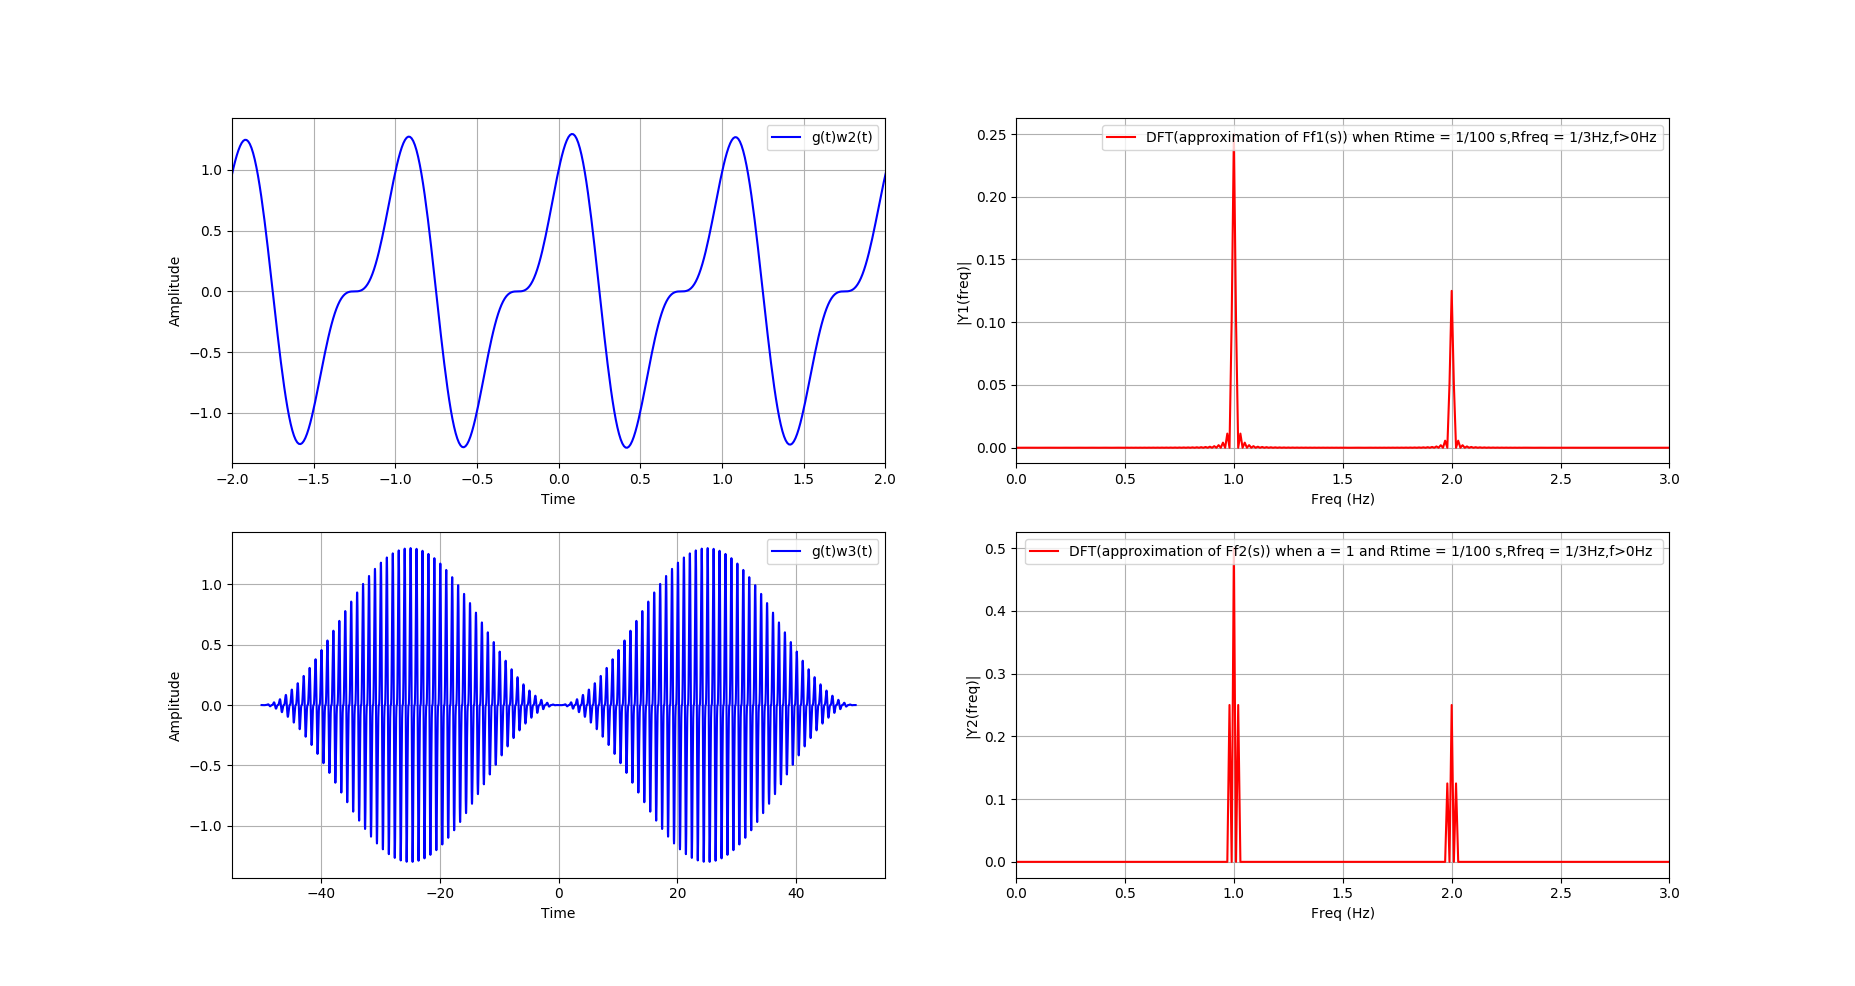 g(t)w2(t)
1.0
0.5
0.0
−0.5
−1.0
Amplitude
−2.0 −1.5 −1.0 −0.5 0.0 0.5 1.0 1.5 2.0
Time
DFT(approximation of Ff1(s)) when Rtime = 1/100 s,Rfreq = 1/3Hz,f>0Hz
0.25
0.20
0.15
0.10
0.05
0.00
|Y1(freq)|
0.0 0.5 1.0 1.5 2.0 2.5 3.0
Freq (Hz)
g(t)w3(t)
1.0
0.5
0.0
−0.5
−1.0
Amplitude
−40 −20 0 20 40
Time
DFT(approximation of Ff2(s)) when a = 1 and Rtime = 1/100 s,Rfreq = 1/3Hz,f>0Hz
0.5
0.4
0.3
0.2
0.1
0.0
|Y2(freq)|
0.0 0.5 1.0 1.5 2.0 2.5 3.0
Freq (Hz)